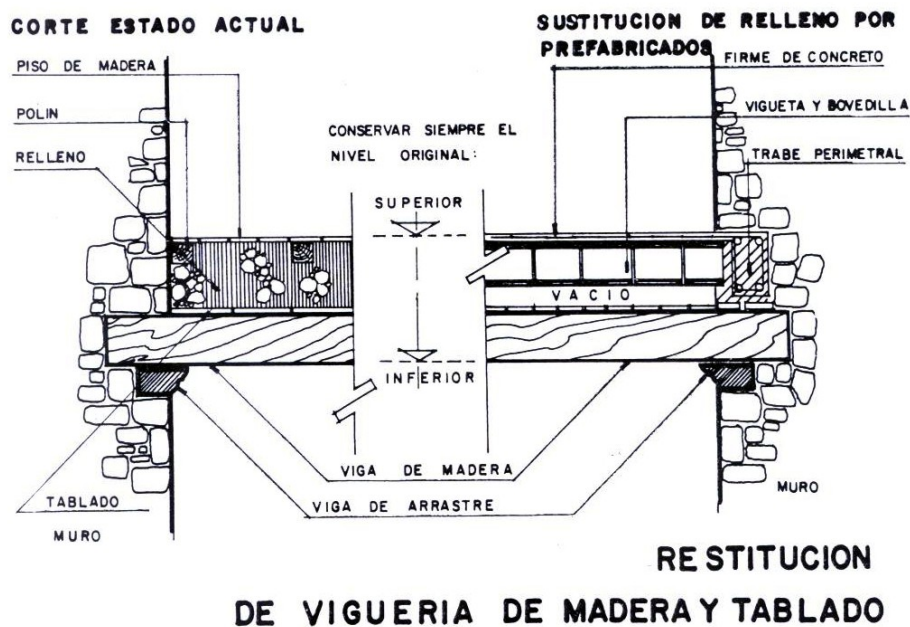 CORTE ESTADO ACTUAL
PISO DE MADERA
POLIN
RELLENO
CONSERVAR SIEMPRE EL
NIVEL ORIGINAL:
SUPERIOR
INFERIOR
SUSTITUCION DE RELLENO POR
PREFABRICADOS
FIRME DE CONCRETO
VIGUETA Y BOVEDILLA
TRABE PERIMETRAL
VACIO
VIGA DE MADERA
VIGA DE ARRASTRE
TABLADO
MURO
MURO
RESTITUCION
DE VIGUERIA DE MADERA Y TABLADO